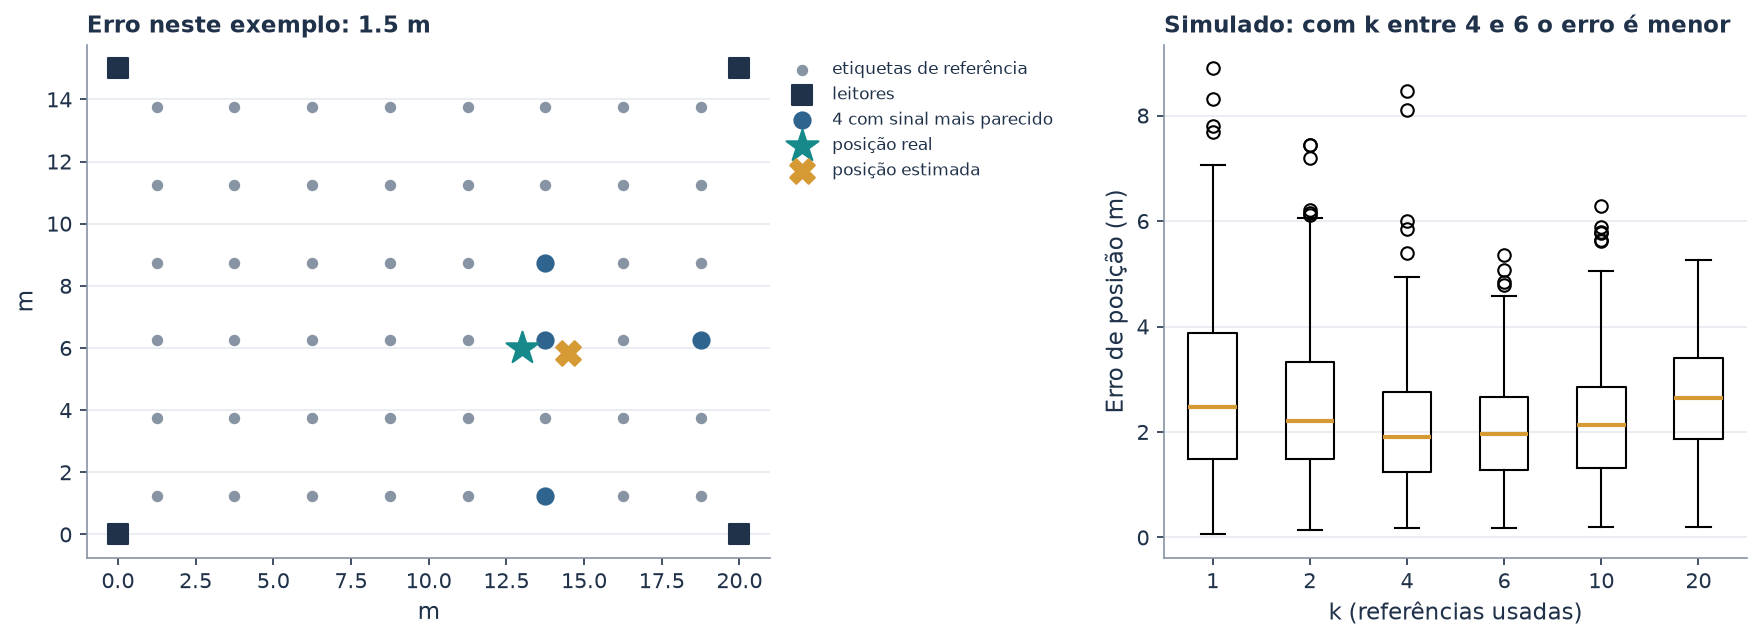 Erro neste exemplo: 1.5 m
14
12
10
8
6
4
2
0
m
0.0 2.5 5.0 7.5 10.0 12.5 15.0 17.5 20.0
m
etiquetas de referência
leitores
4 com sinal mais parecido
posição real
posição estimada
Simulado: com k entre 4 e 6 o erro é menor
8
6
4
2
0
Erro de posição (m)
1 2 4 6 10 20
k (referências usadas)